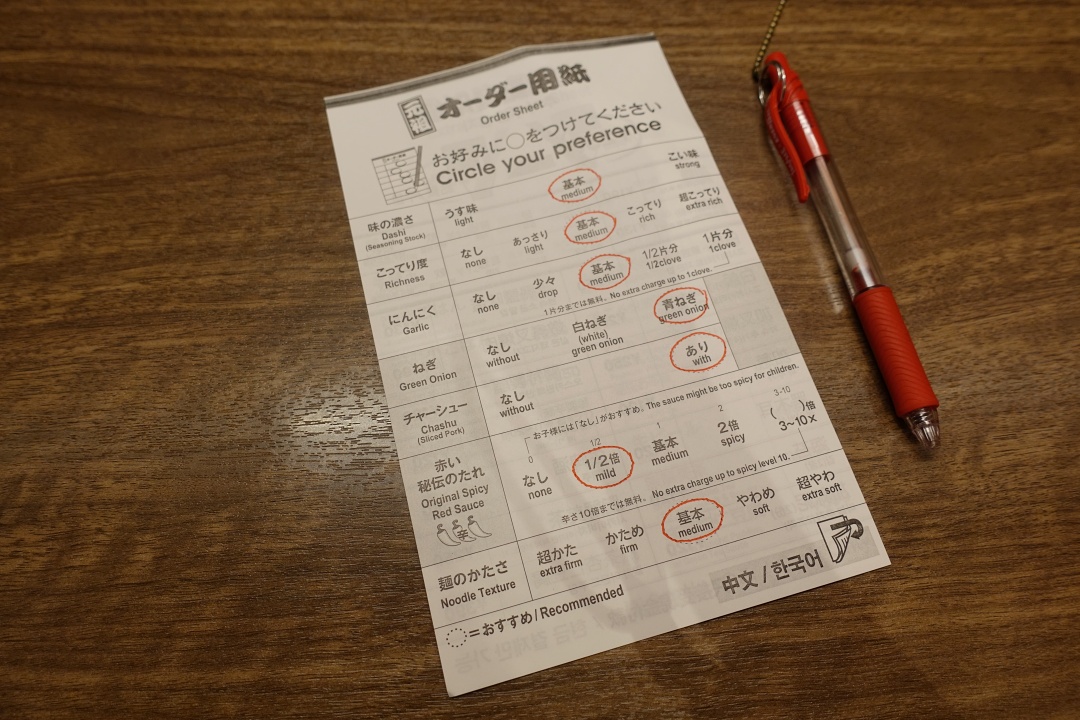 元祖
オーダー用紙
Order Sheet
お好みに○をつけてください
Circle your preference
味の濃さ
Dashi
(Seasoning Stock)
うす味
light
基本
medium
こい味
strong
こってり度
Richness
なし
none
あっさり
light
基本
medium
こってり
rich
超こってり
extra rich
にんにく
Garlic
なし
none
少々
drop
基本
medium
1/2片分
1/2clove
1片分
1clove
1片分までは無料。No extra charge up to 1clove.
ねぎ
Green Onion
なし
without
白ねぎ
(white)
green onion
青ねぎ
green onion
チャーシュー
Chashu
(Sliced Pork)
なし
without
あり
with
赤い
秘伝のたれ
Original Spicy
Red Sauce
辛
お子様には「なし」がおすすめ。The sauce might be too spicy for children.
0
なし
none
1/2
1/2倍
mild
1
基本
medium
2
2倍
spicy
3-10
( )倍
3~10×
辛さ10倍までは無料。No extra charge up to spicy level 10.
麺のかたさ
Noodle Texture
超かた
extra firm
かため
firm
基本
medium
やわめ
soft
超やわ
extra soft
=おすすめ/Recommended
中文/한국어